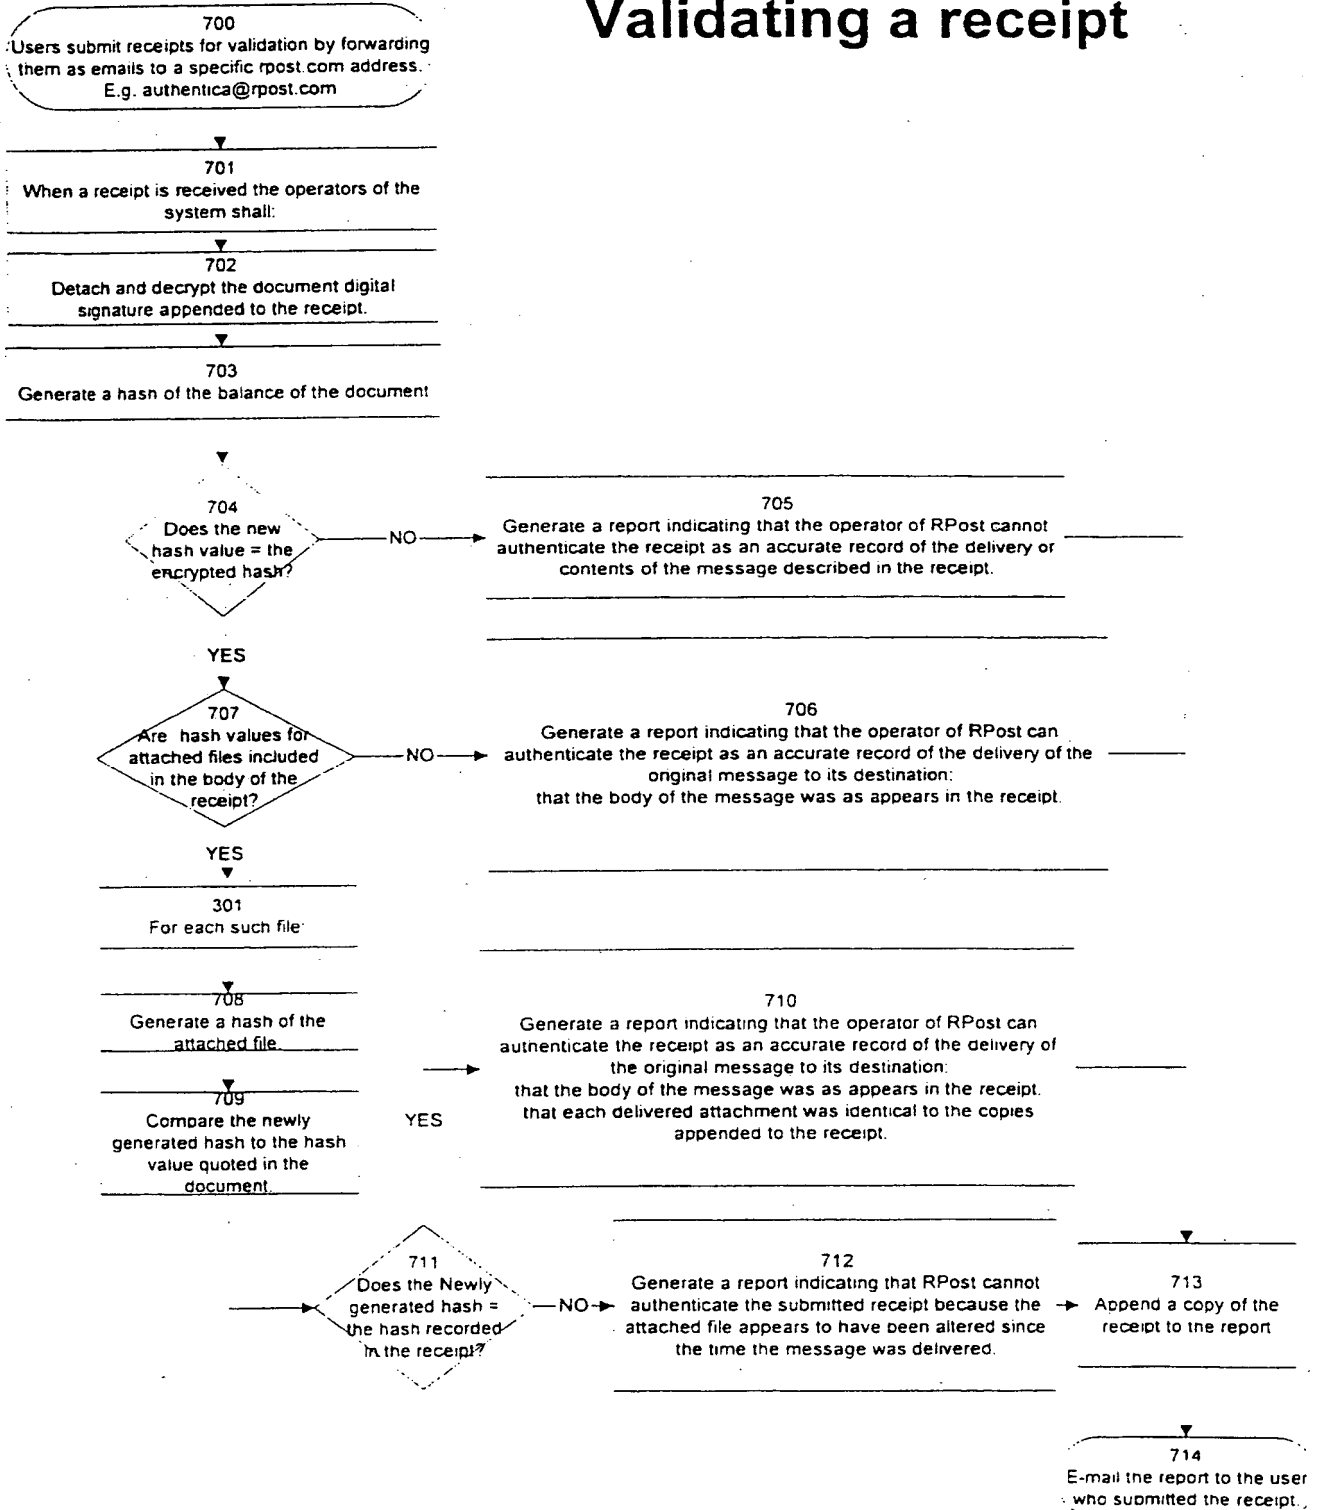 Validating a receipt
700
Users submit receipts for validation by forwarding
them as emails to a specific rpost.com address.
E.g. authentica@rpost.com
701
When a receipt is received the operators of the
system shall:
702
Detach and decrypt the document digital
signature appended to the receipt.
703
Generate a hash of the balance of the document
704
Does the new
hash value = the
encrypted hash?
NO
705
Generate a report indicating that the operator of RPost cannot
authenticate the receipt as an accurate record of the delivery or
contents of the message described in the receipt.
YES
707
Are hash values for
attached files included
in the body of the
receipt?
NO
706
Generate a report indicating that the operator of RPost can
authenticate the receipt as an accurate record of the delivery of the
original message to its destination:
that the body of the message was as appears in the receipt.
YES
301
For each such file:
708
Generate a hash of the
attached file.
709
Compare the newly
generated hash to the hash
value quoted in the
document.
YES
710
Generate a report indicating that the operator of RPost can
authenticate the receipt as an accurate record of the delivery of
the original message to its destination:
that the body of the message was as appears in the receipt.
that each delivered attachment was identical to the copies
appended to the receipt.
711
Does the Newly
generated hash =
the hash recorded
in the receipt?
NO
712
Generate a report indicating that RPost cannot
authenticate the submitted receipt because the
attached file appears to have been altered since
the time the message was delivered.
713
Append a copy of the
receipt to the report
714
E-mail the report to the user
who submitted the receipt.